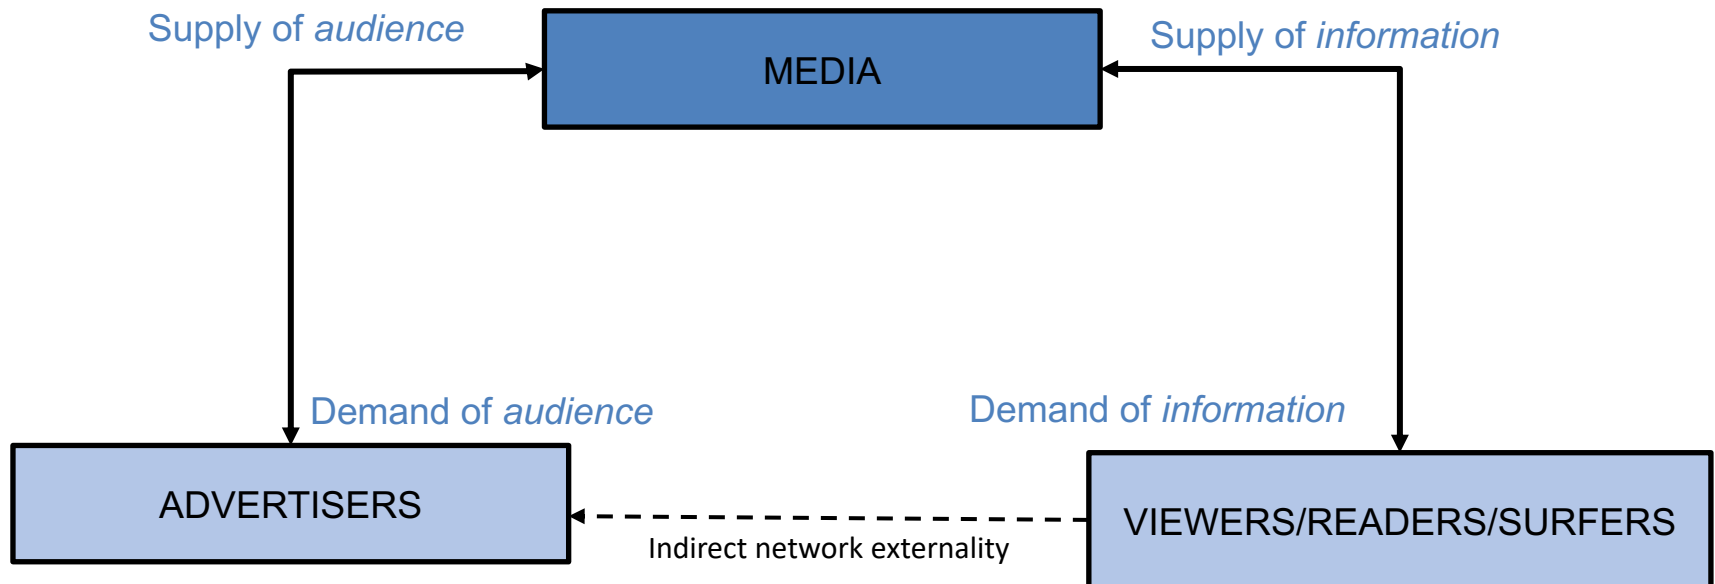 Supply of audience
MEDIA
Supply of information
Demand of audience
Demand of information
ADVERTISERS
VIEWERS/READERS/SURFERS
Indirect network externality